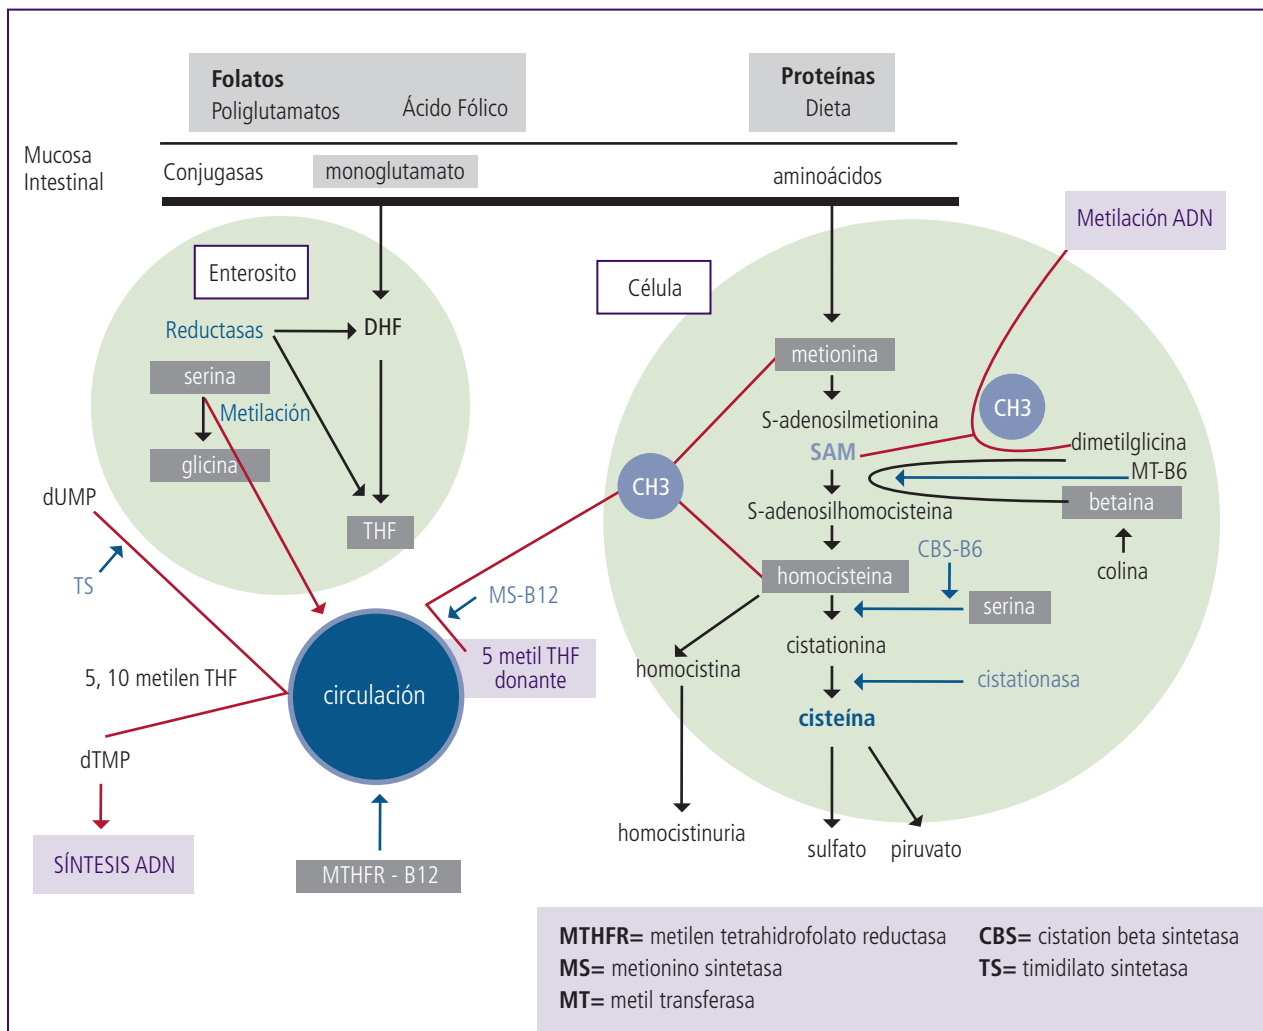 Folatos
Poliglutamatos
Ácido Fólico
Proteínas
Dieta
Mucosa
Intestinal
Conjugasas
monoglutamato
aminoácidos
Metilación ADN
Enterosito
Célula
Reductasas
DHF
serina
Metilación
glicina
THF
dUMP
TS
5, 10 metilen THF
dTMP
SÍNTESIS ADN
circulación
MTHFR - B12
MS-B12
5 metil THF
donante
CH3
metionina
S-adenosilmetionina
SAM
CH3
dimetilglicina
MT-B6
betaina
colina
S-adenosilhomocisteina
CBS-B6
homocisteina
serina
cistationina
homocistina
cistationasa
cisteína
homocistinuria
sulfato
piruvato
MTHFR= metilen tetrahidrofolato reductasa
MS= metionino sintetasa
MT= metil transferasa
CBS= cistation beta sintetasa
TS= timidilato sintetasa